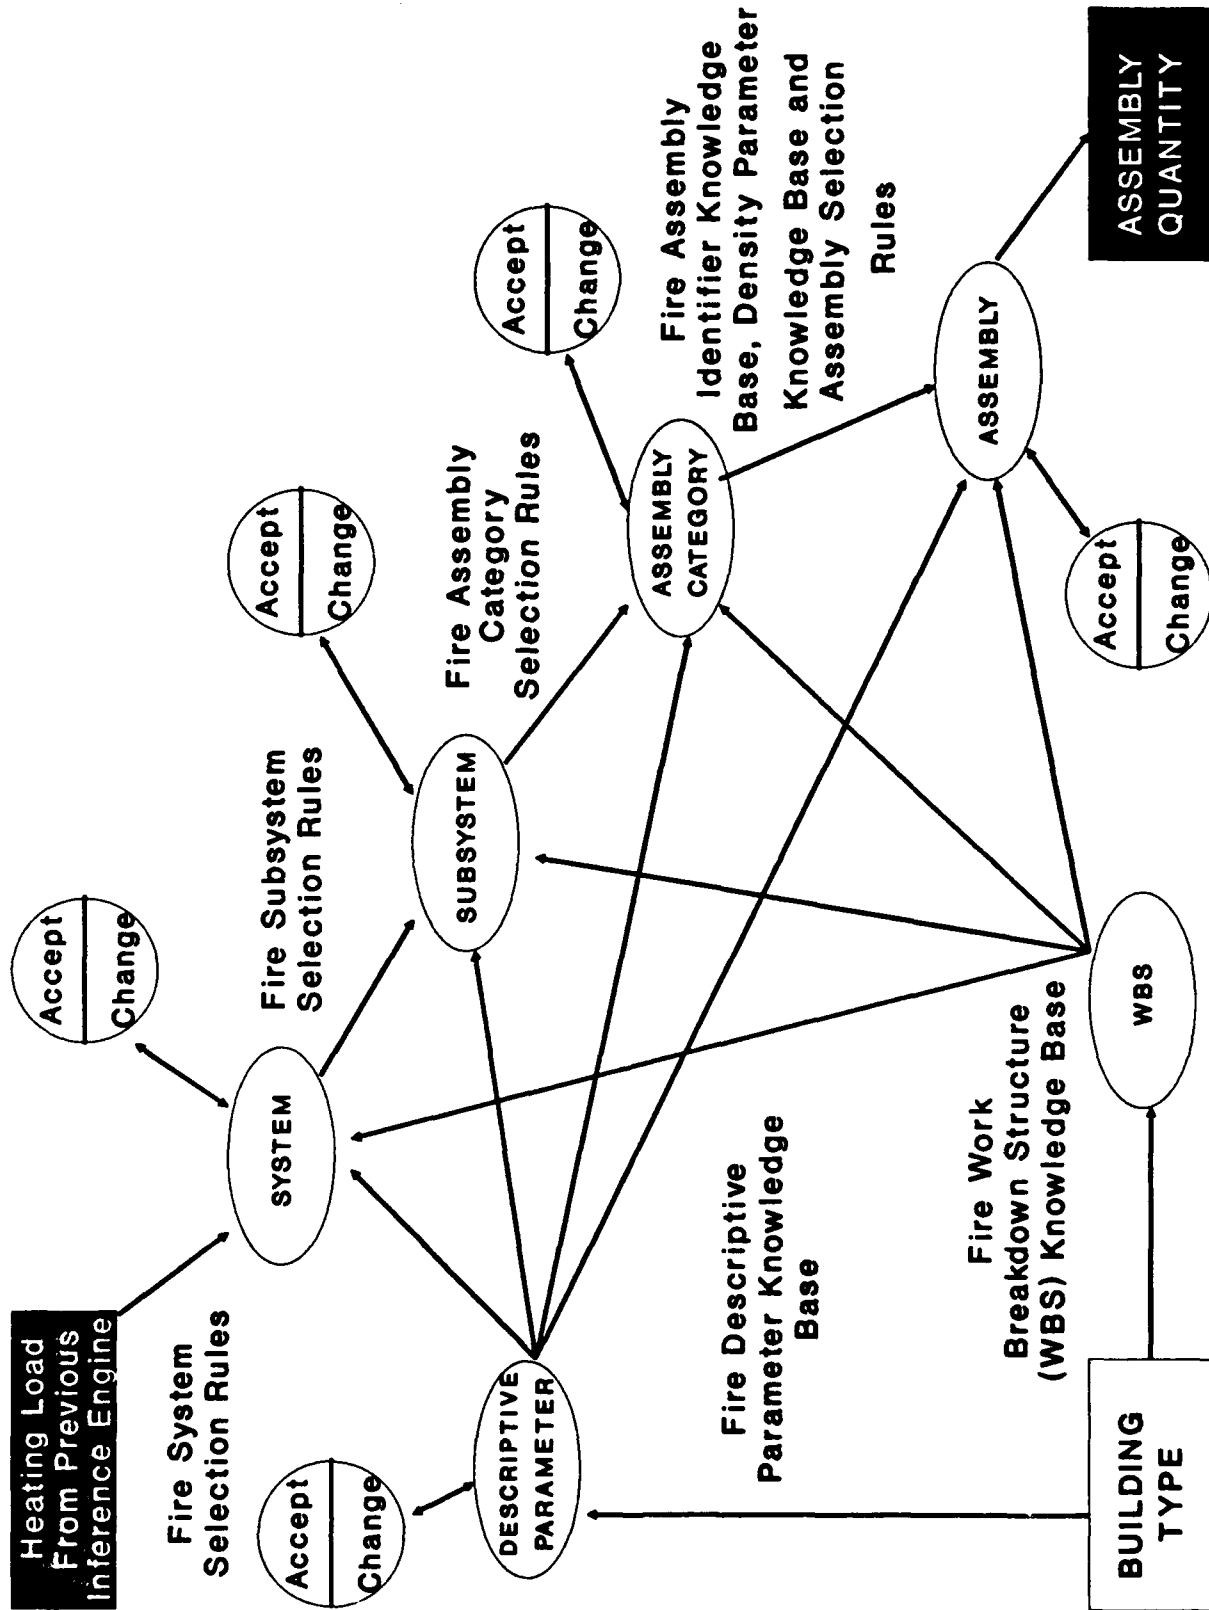 Heating Load
From Previous
Inference Engine
Fire System
Selection Rules
Accept
Change
DESCRIPTIVE
PARAMETER
Accept
Change
SYSTEM
Fire Subsystem
Selection Rules
Accept
Change
SUBSYSTEM
Fire Assembly
Category
Selection Rules
Accept
Change
ASSEMBLY
CATEGORY
Fire Assembly
Identifier Knowledge
Base, Density Parameter
Knowledge Base and
Assembly Selection
Rules
Fire Descriptive
Parameter Knowledge
Base
Fire Work
Breakdown Structure
(WBS) Knowledge Base
BUILDING
TYPE
WBS
Accept
Change
ASSEMBLY
ASSEMBLY
QUANTITY